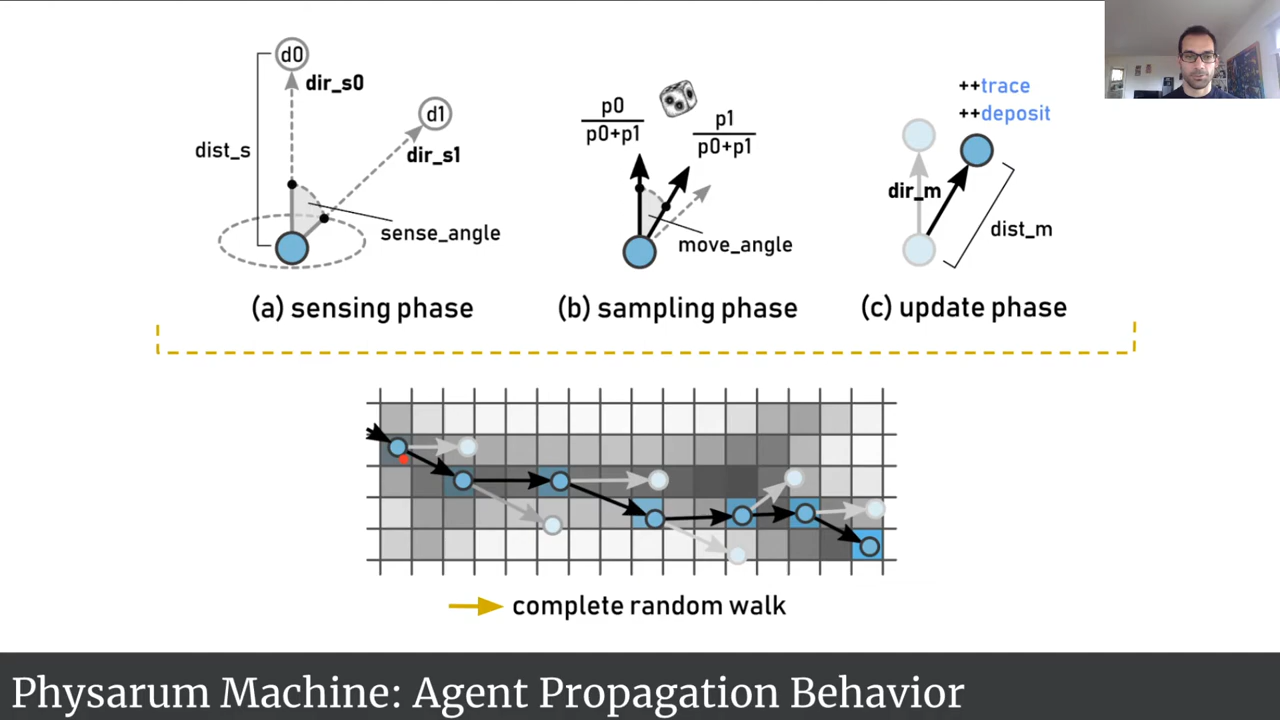 d0
dir_s0
d1
dir_s1
dist_s
sense_angle
(a) sensing phase
p0
p0+p1
p1
p0+p1
move_angle
(b) sampling phase
++trace
++deposit
dir_m
dist_m
(c) update phase
complete random walk
Physarum Machine: Agent Propagation Behavior